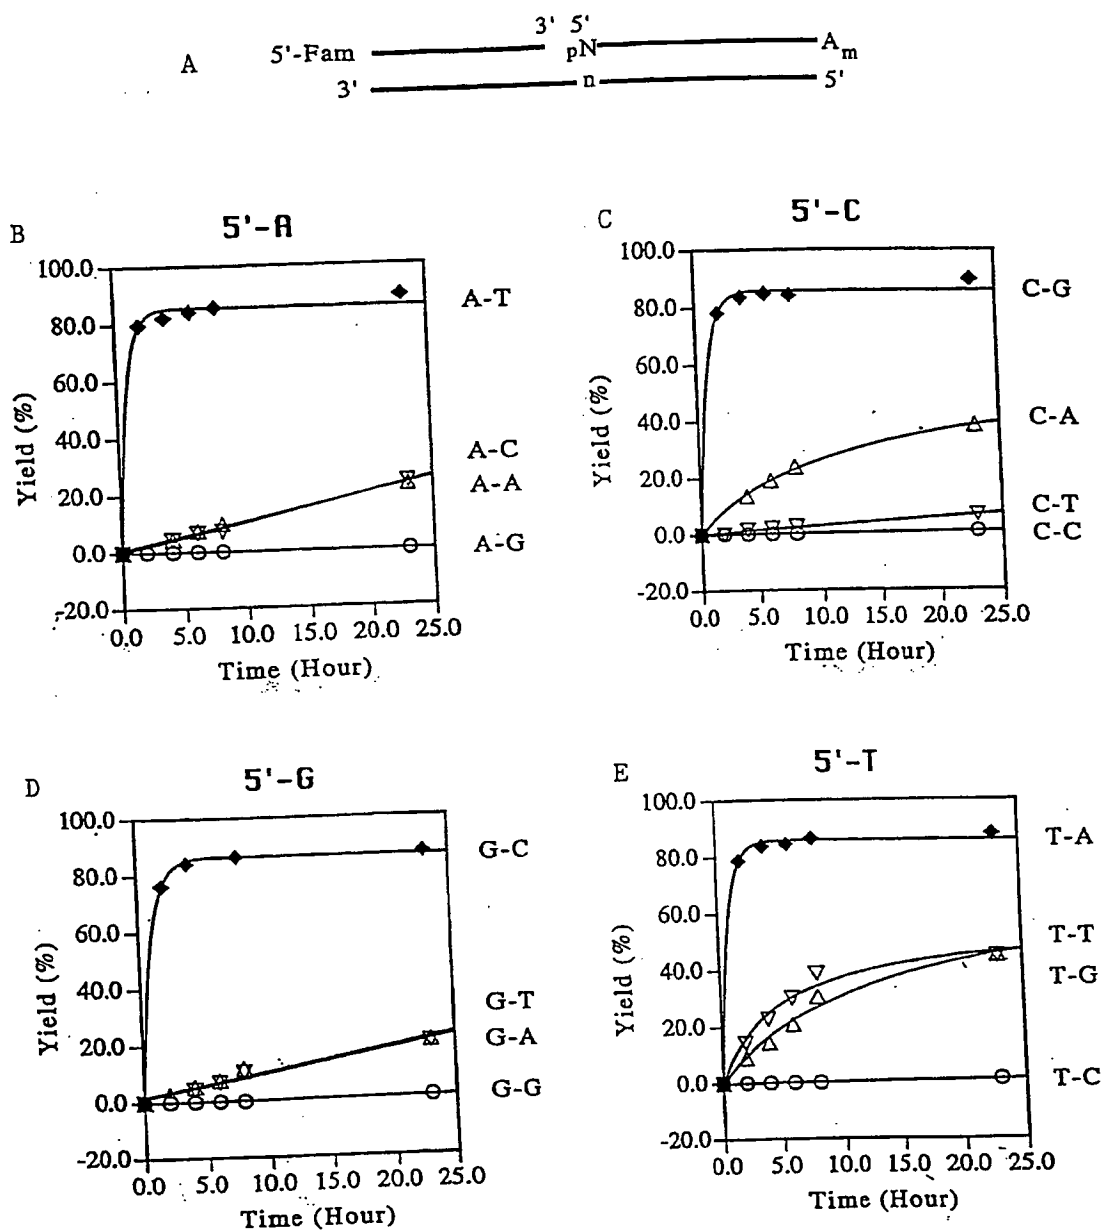 3' 5'
A 5'-Fam pN Am
3' n 5'
B 5'-A
100.0
80.0
60.0
40.0
20.0
0.0
-20.0
Yield (%)
A-T
A-C
A-A
A-G
0.0 5.0 10.0 15.0 20.0 25.0
Time (Hour)
C 5'-C
100.0
80.0
60.0
40.0
20.0
0.0
-20.0
Yield (%)
C-G
C-A
C-T
C-C
0.0 5.0 10.0 15.0 20.0 25.0
Time (Hour)
D 5'-G
100.0
80.0
60.0
40.0
20.0
0.0
-20.0
Yield (%)
G-C
G-T
G-A
G-G
0.0 5.0 10.0 15.0 20.0 25.0
Time (Hour)
E 5'-T
100.0
80.0
60.0
40.0
20.0
0.0
-20.0
Yield (%)
T-A
T-T
T-G
T-C
0.0 5.0 10.0 15.0 20.0 25.0
Time (Hour)